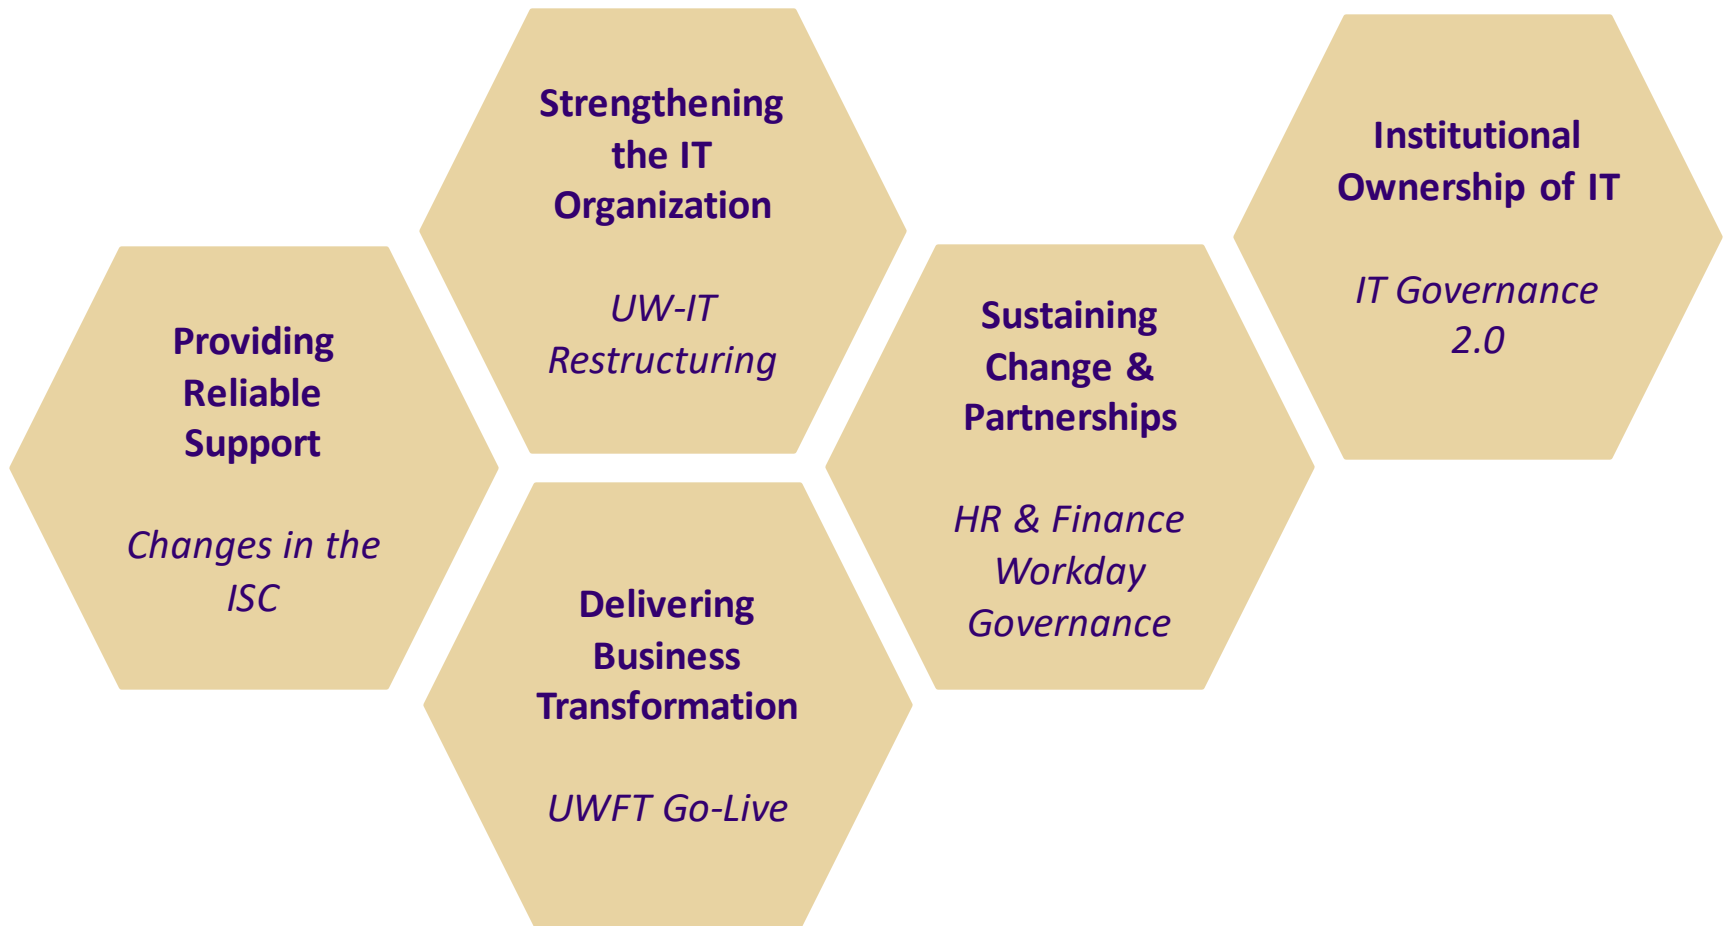 Providing
Reliable
Support
Changes in the
ISC
Strengthening
the IT
Organization
UW-IT
Restructuring
Delivering
Business
Transformation
UWFT Go-Live
Sustaining
Change &
Partnerships
HR & Finance
Workday
Governance
Institutional
Ownership of IT
IT Governance
2.0